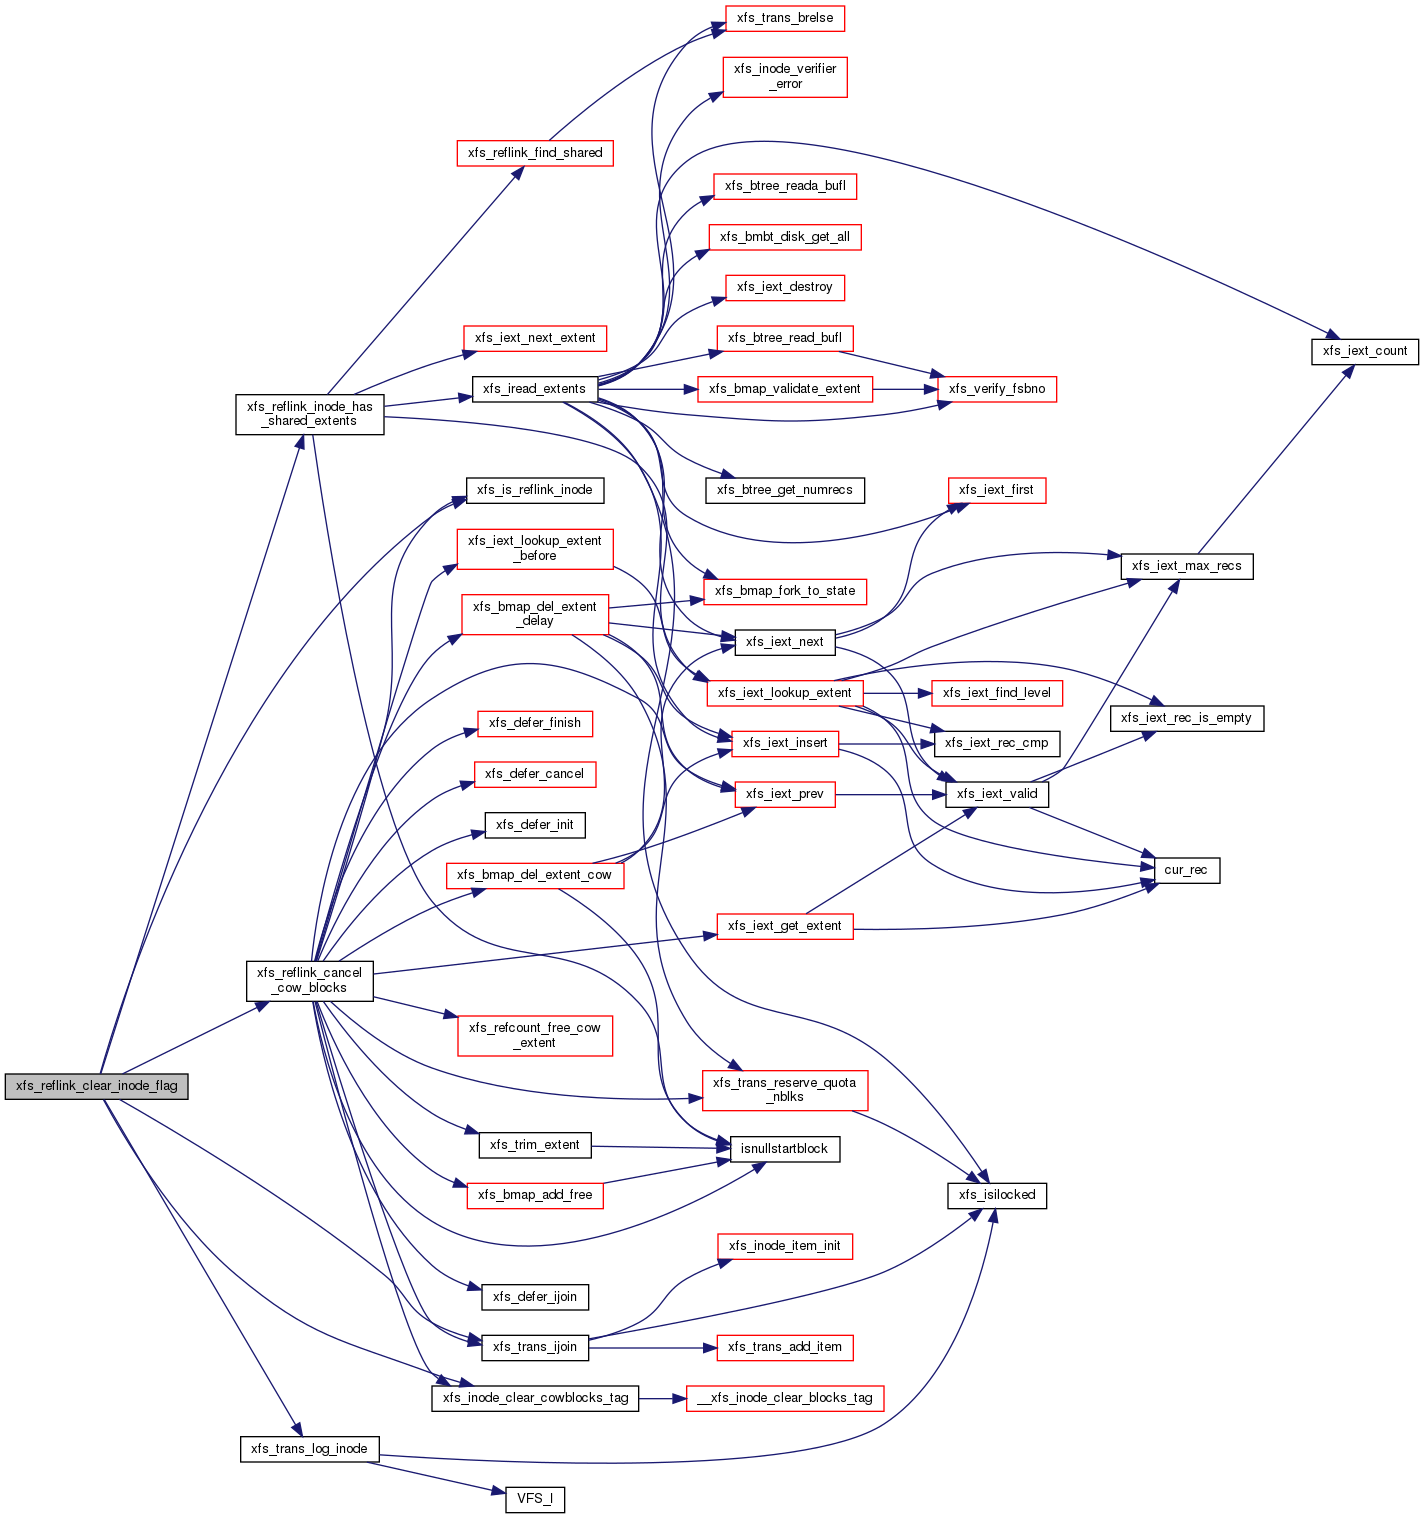 xfs_trans_brelse
xfs_inode_verifier
_error
xfs_reflink_find_shared
xfs_btree_reada_bufl
xfs_bmbt_disk_get_all
xfs_iext_destroy
xfs_iext_next_extent
xfs_btree_read_bufl
xfs_iext_count
xfs_iread_extents
xfs_bmap_validate_extent
xfs_verify_fsbno
xfs_reflink_inode_has
_shared_extents
xfs_is_reflink_inode
xfs_btree_get_numrecs
xfs_iext_first
xfs_iext_lookup_extent
_before
xfs_iext_max_recs
xfs_bmap_fork_to_state
xfs_bmap_del_extent
_delay
xfs_iext_next
xfs_iext_lookup_extent
xfs_iext_find_level
xfs_iext_rec_is_empty
xfs_defer_finish
xfs_iext_insert
xfs_iext_rec_cmp
xfs_defer_cancel
xfs_iext_prev
xfs_iext_valid
xfs_defer_init
xfs_bmap_del_extent_cow
cur_rec
xfs_iext_get_extent
xfs_reflink_cancel
_cow_blocks
xfs_refcount_free_cow
_extent
xfs_reflink_clear_inode_flag
xfs_trans_reserve_quota
_nblks
xfs_trim_extent
isnullstartblock
xfs_bmap_add_free
xfs_isilocked
xfs_inode_item_init
xfs_defer_ijoin
xfs_trans_ijoin
xfs_trans_add_item
xfs_inode_clear_cowblocks_tag
__xfs_inode_clear_blocks_tag
xfs_trans_log_inode
VFS_I